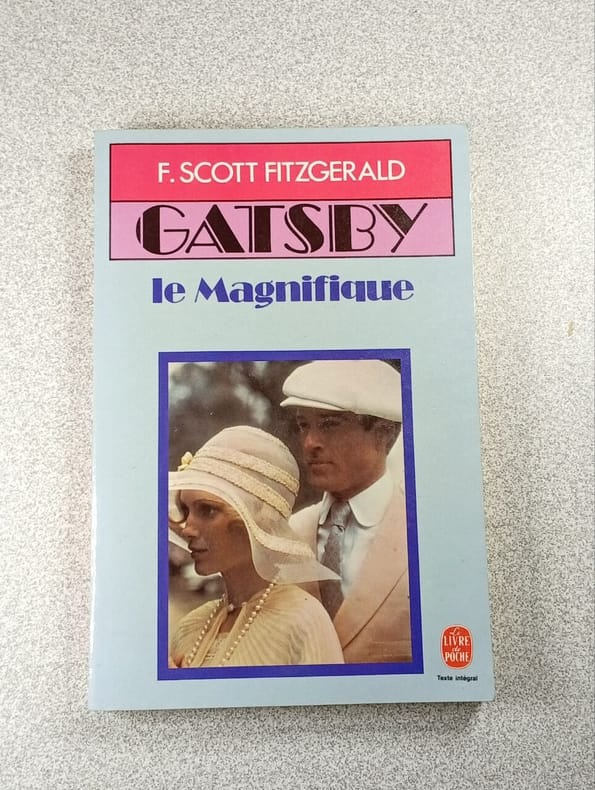 F. SCOTT FITZGERALD
GATSBY
le Magnifique
Le
LIVRE
de
POCHE
Texte intégral